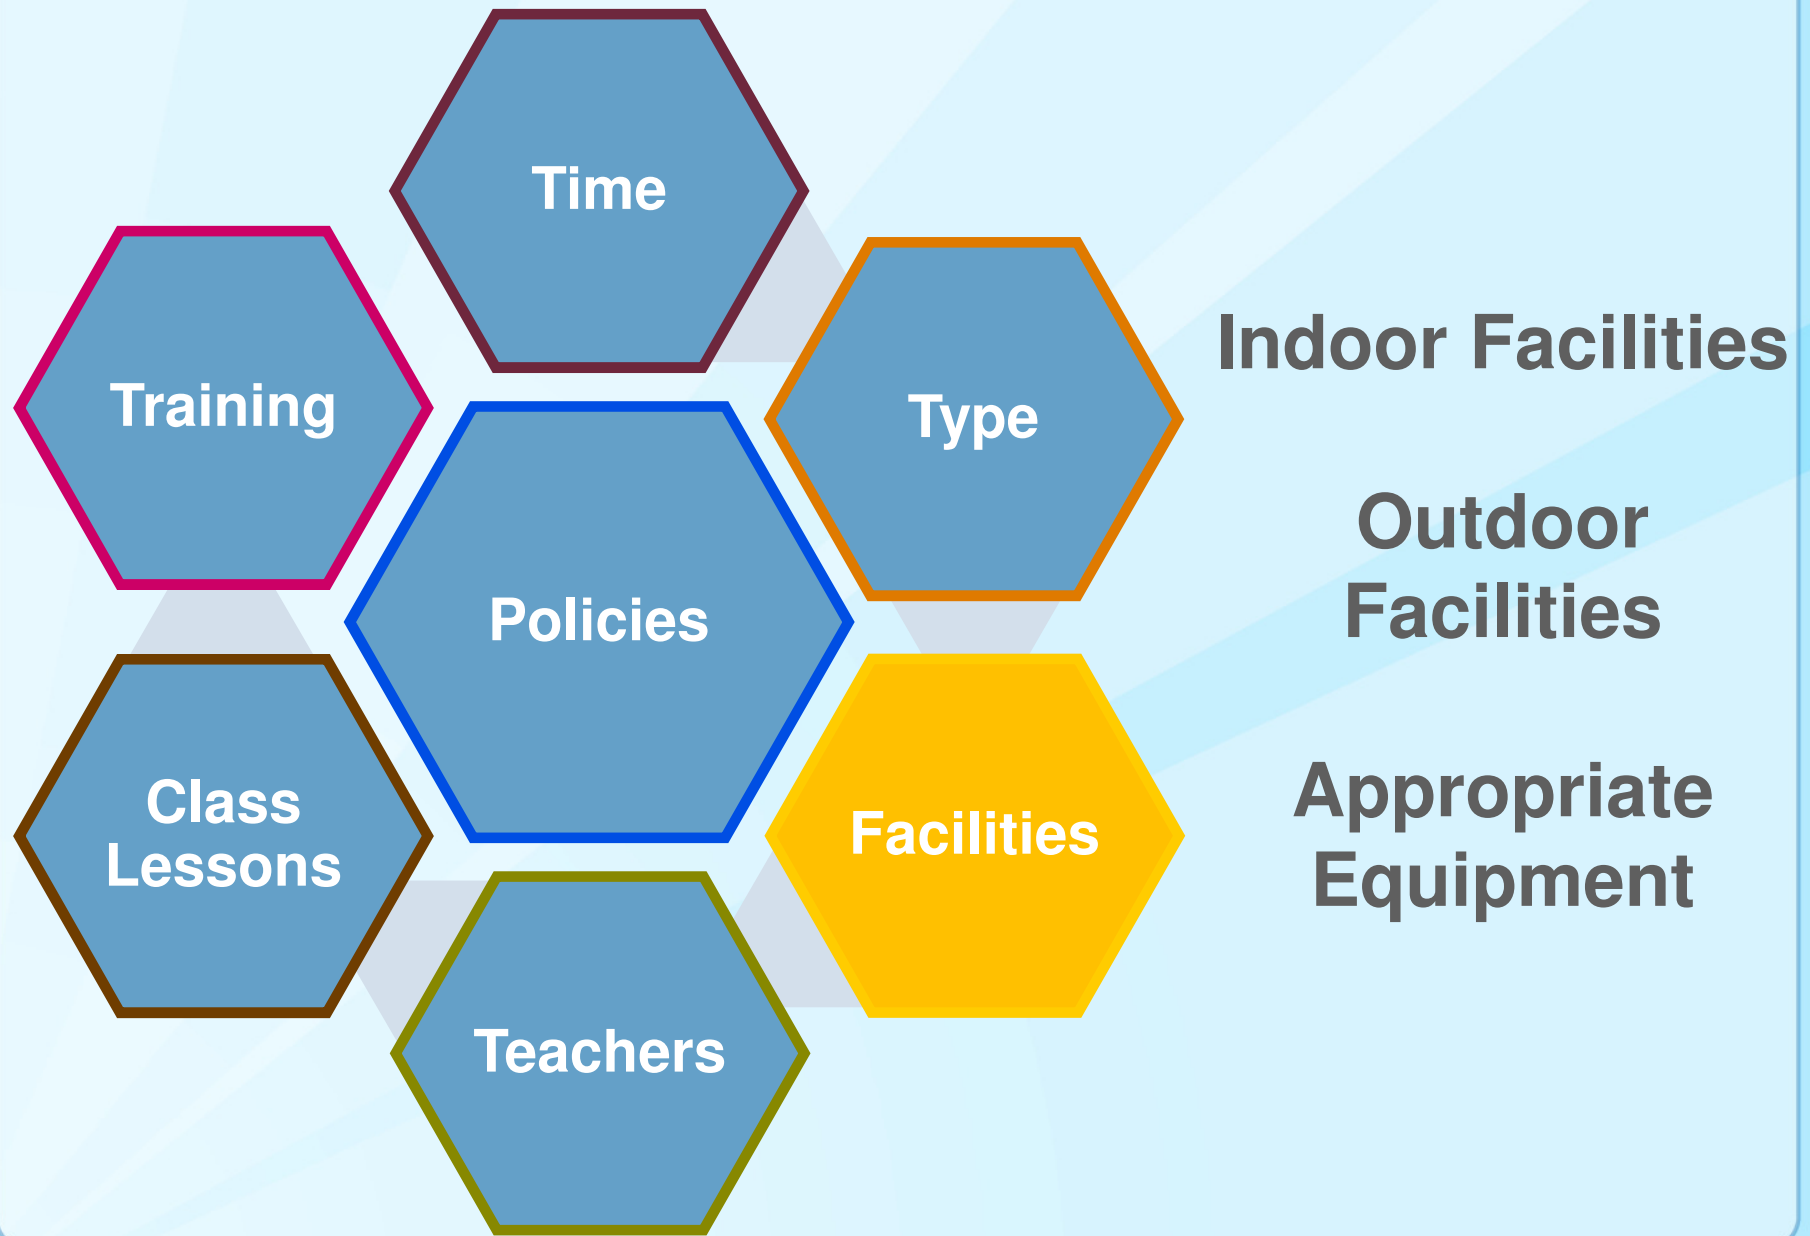 Time
Training
Type
Policies
Class
Lessons
Facilities
Teachers
Indoor Facilities
Outdoor
Facilities
Appropriate
Equipment